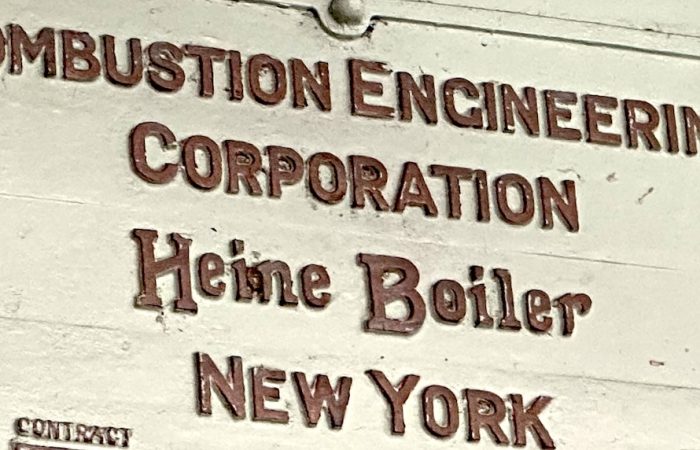 OMBUSTION ENGINEERIN
CORPORATION
Heine Boiler
NEW YORK
CONTRACT